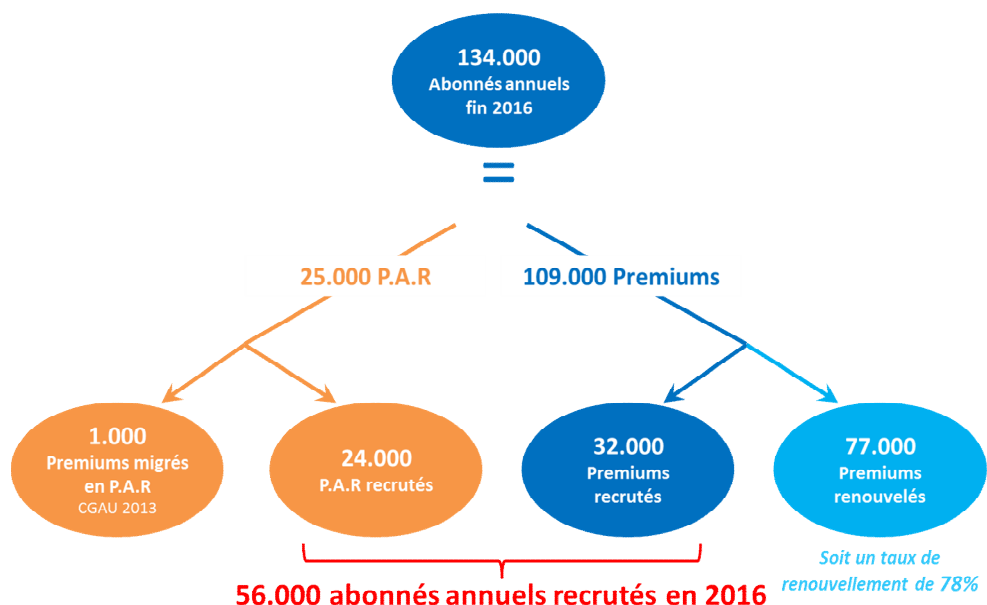 134.000
Abonnés annuels
fin 2016
=
25.000 P.A.R
109.000 Premiums
1.000
Premiums migrés
en P.A.R
CGAU 2013
24.000
P.A.R recrutés
32.000
Premiums
recrutés
77.000
Premiums
renouvelés
Soit un taux de
renouvellement de 78%
56.000 abonnés annuels recrutés en 2016